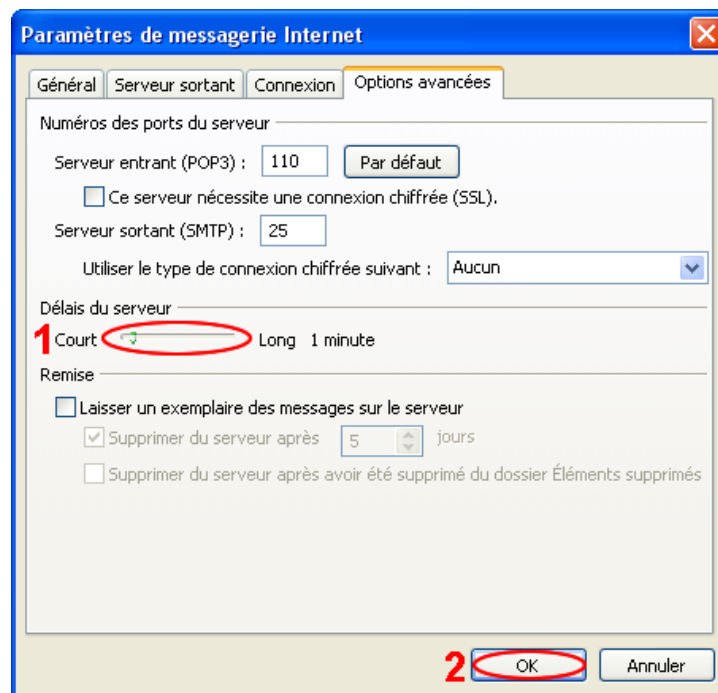 Paramètres de messagerie Internet
Général Serveur sortant Connexion Options avancées
Numéros des ports du serveur
Serveur entrant (POP3) : 110 Par défaut
Ce serveur nécessite une connexion chiffrée (SSL).
Serveur sortant (SMTP) : 25
Utiliser le type de connexion chiffrée suivant : Aucun
Délais du serveur
1 Court Long 1 minute
Remise
Laisser un exemplaire des messages sur le serveur
Supprimer du serveur après 5 jours
Supprimer du serveur après avoir été supprimé du dossier Éléments supprimés
2 OK Annuler